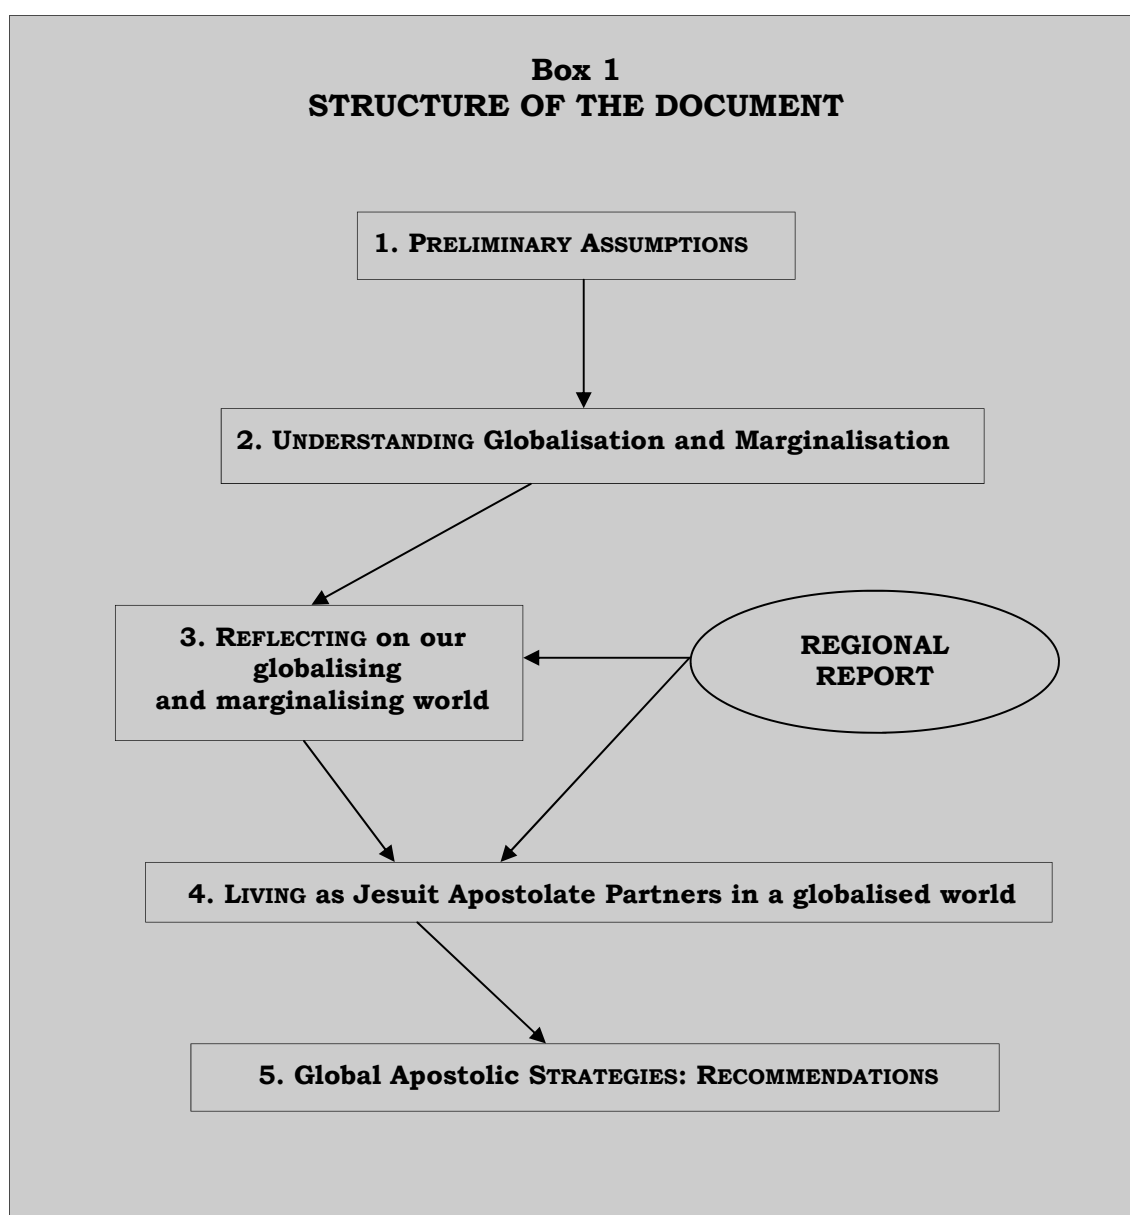 Box 1
STRUCTURE OF THE DOCUMENT
1. PRELIMINARY ASSUMPTIONS
2. UNDERSTANDING Globalisation and Marginalisation
3. REFLECTING on our
globalising
and marginalising world
REGIONAL
REPORT
4. LIVING as Jesuit Apostolate Partners in a globalised world
5. Global Apostolic STRATEGIES: RECOMMENDATIONS